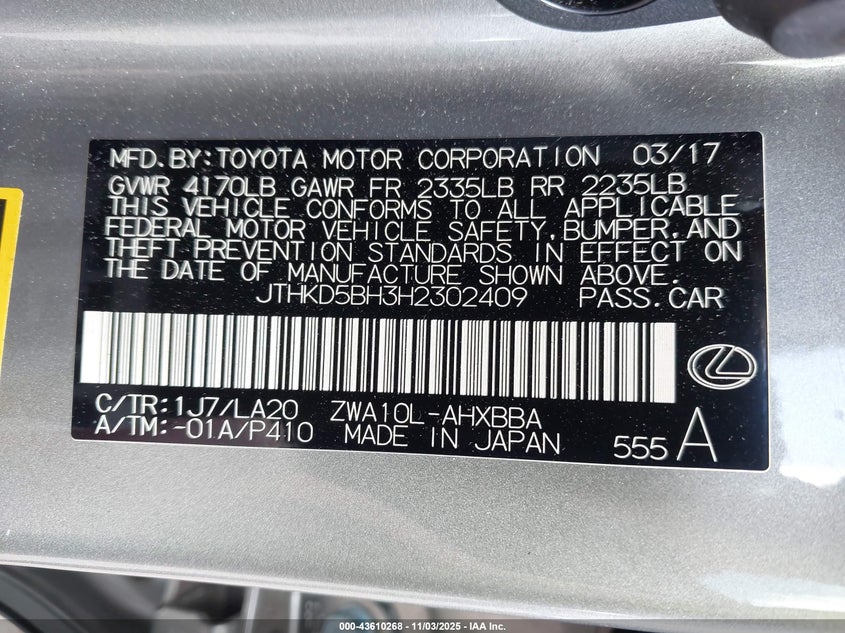 MFD.BY:TOYOTA MOTOR CORPORATION 03/17
GVWR 4170LB GAWR FR 2335LB RR 2235LB
THIS VEHICLE CONFORMS TO ALL APPLICABLE
FEDERAL MOTOR VEHICLE SAFETY,BUMPER,AND
THEFT PREVENTION STANDARDS IN EFFECT ON
THE DATE OF MANUFACTURE SHOWN ABOVE.
JTHKD5BH3H2302409 PASS.CAR
C/TR:1J7/LA20 ZWA10L-AHXBBA
A/TM:-01A/P410 MADE IN JAPAN 555 A
000-43610268 - 11/03/2025 - IAA Inc.